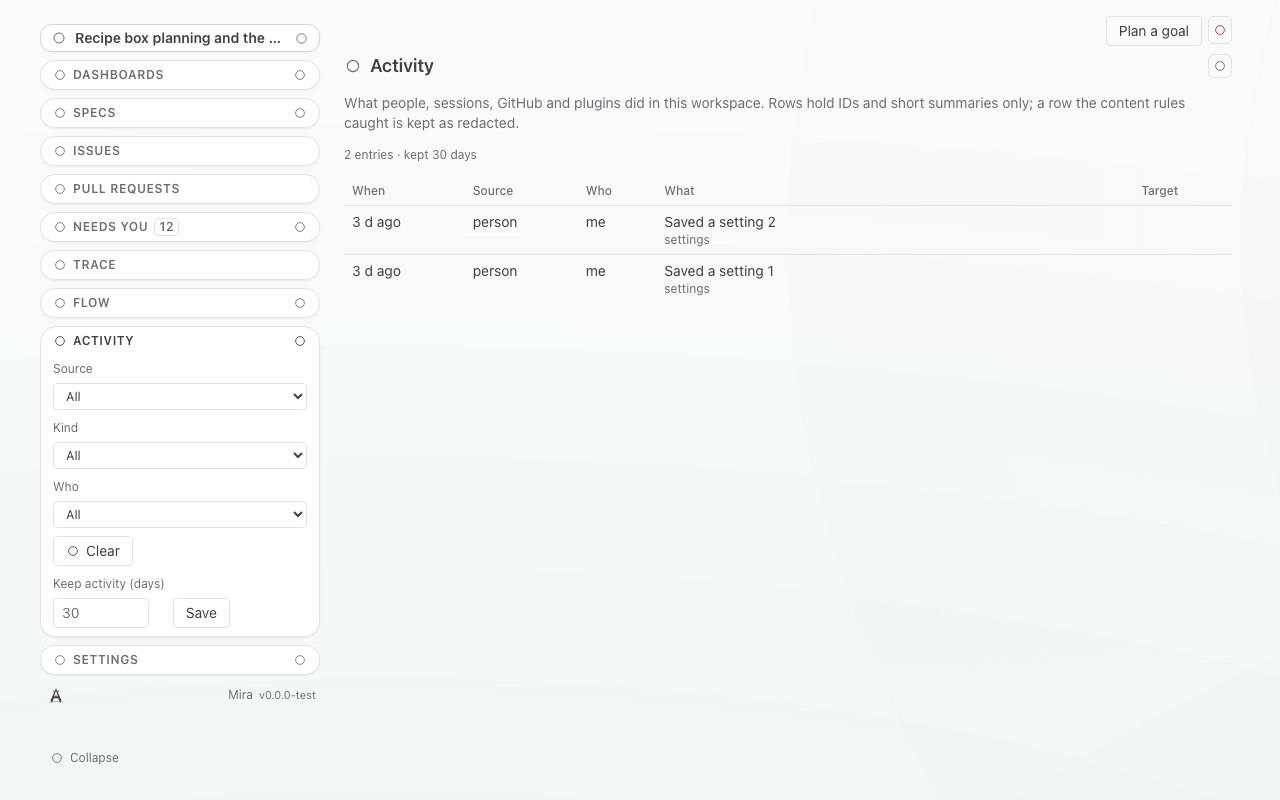 Recipe box planning and the ...
DASHBOARDS
SPECS
ISSUES
PULL REQUESTS
NEEDS YOU 12
TRACE
FLOW
ACTIVITY
Source
All
Kind
All
Who
All
Clear
Keep activity (days)
30 Save
SETTINGS
Mira v0.0.0-test
Collapse
Plan a goal
Activity
What people, sessions, GitHub and plugins did in this workspace. Rows hold IDs and short summaries only; a row the content rules
caught is kept as redacted.
2 entries · kept 30 days
When Source Who What Target
3 d ago person me Saved a setting 2
settings
3 d ago person me Saved a setting 1
settings